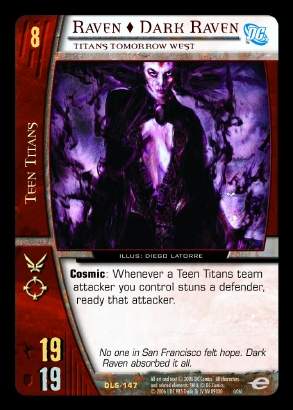 8
RAVEN ♦ DARK RAVEN
TITANS TOMORROW WEST
DC
TEEN TITANS
ILLUS: DIEGO LATORRE
Cosmic: Whenever a Teen Titans team
attacker you control stuns a defender,
ready that attacker.
19
19
No one in San Francisco felt hope. Dark
Raven absorbed it all.
DLS-147
e